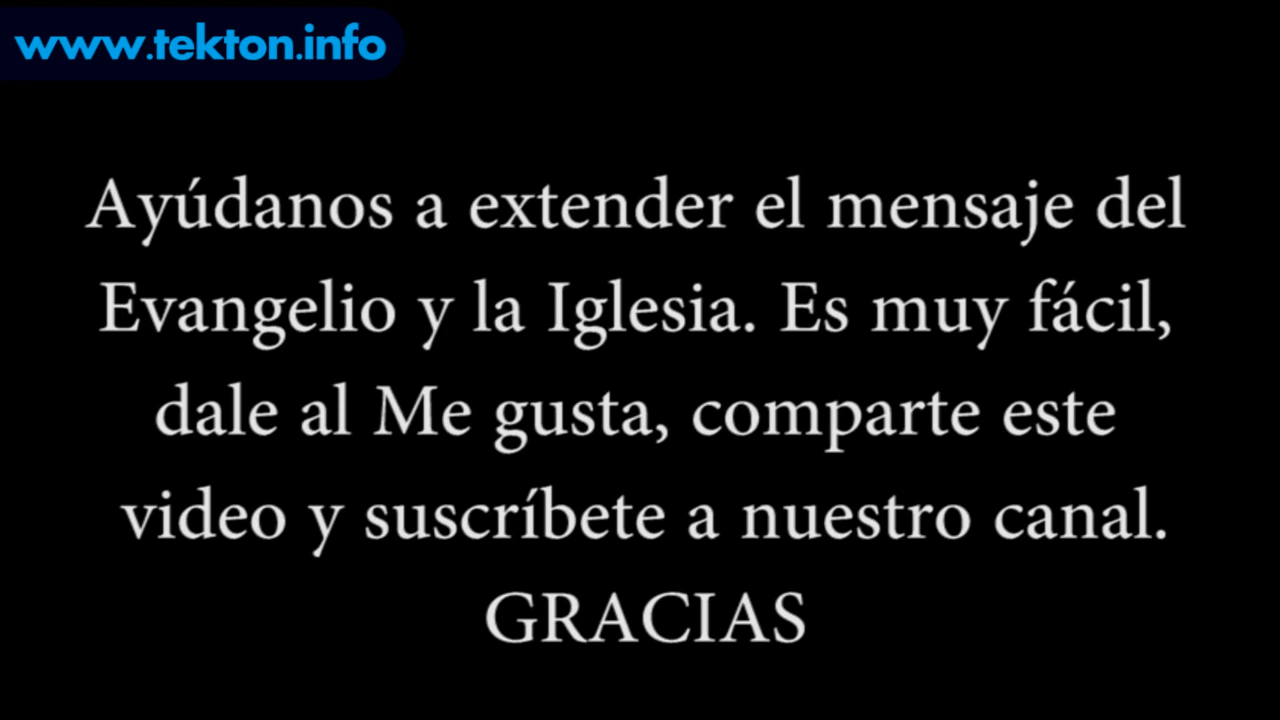 www.tekton.info
Ayúdanos a extender el mensaje del
Evangelio y la Iglesia. Es muy fácil,
dale al Me gusta, comparte este
video y suscríbete a nuestro canal.
GRACIAS